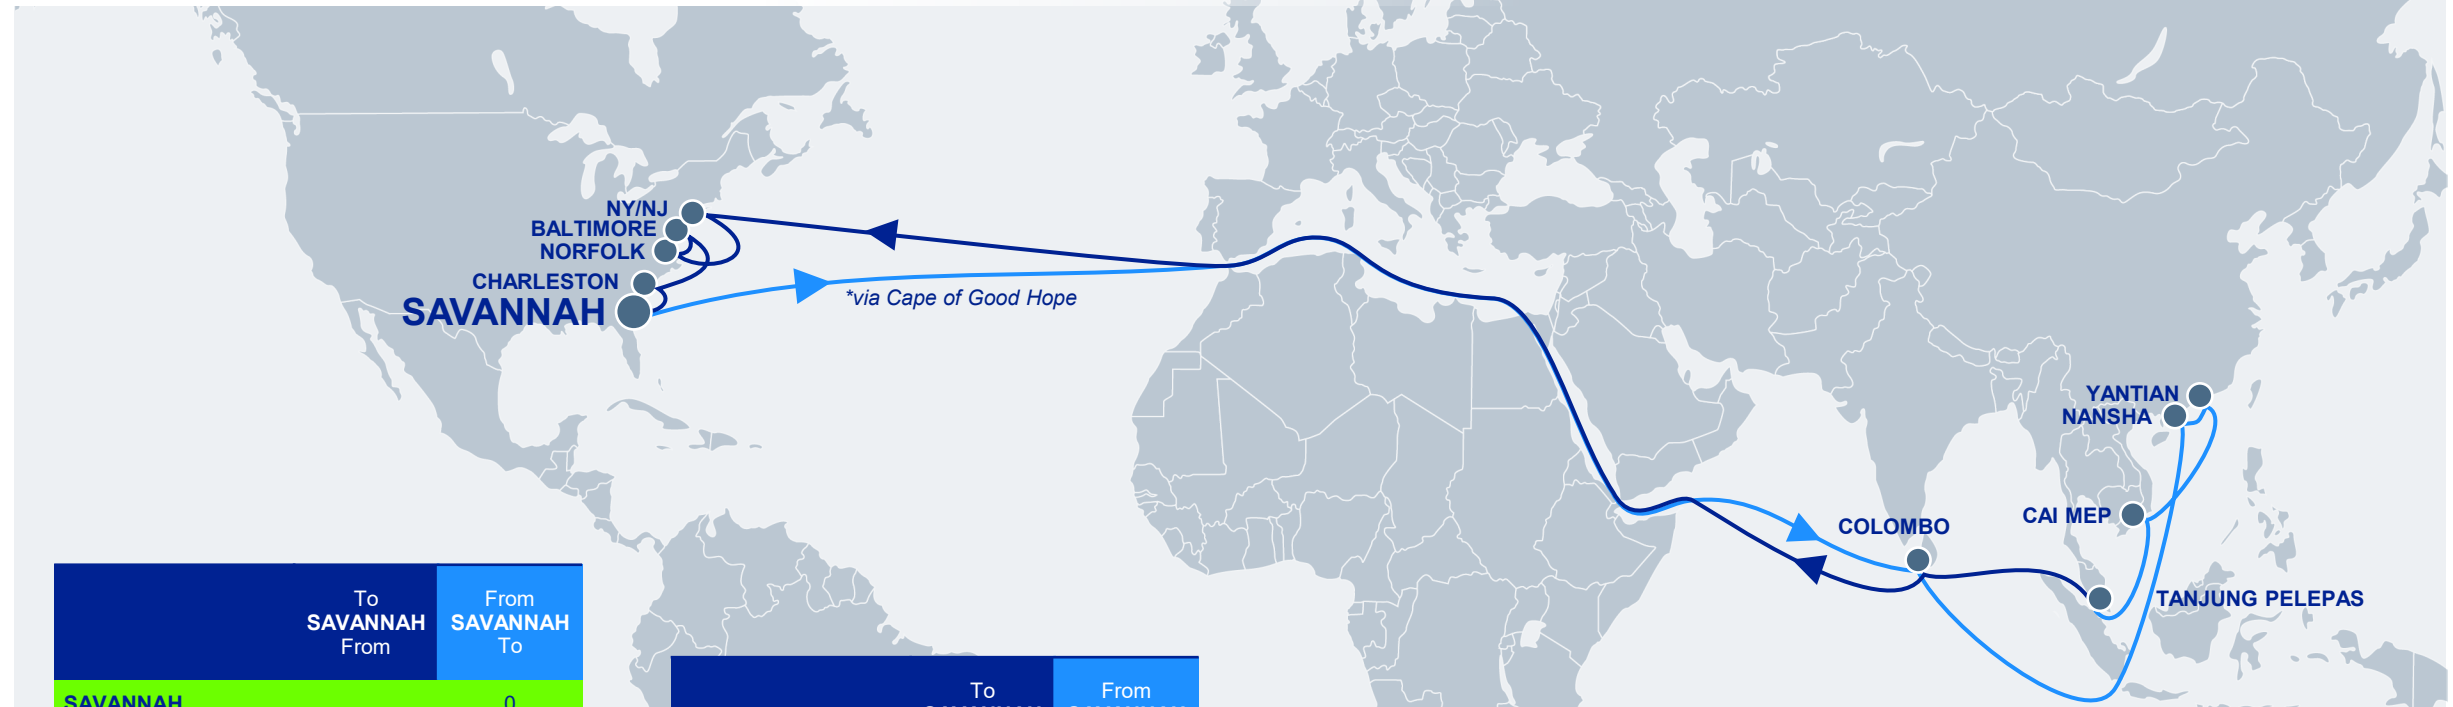 NY/NJ
BALTIMORE
NORFOLK
CHARLESTON
SAVANNAH
*via Cape of Good Hope
YANTIAN
NANSHA
CAI MEP
COLOMBO
TANJUNG PELEPAS
To
SAVANNAH
From
From
SAVANNAH
To
SAVANNAH 0
To
From